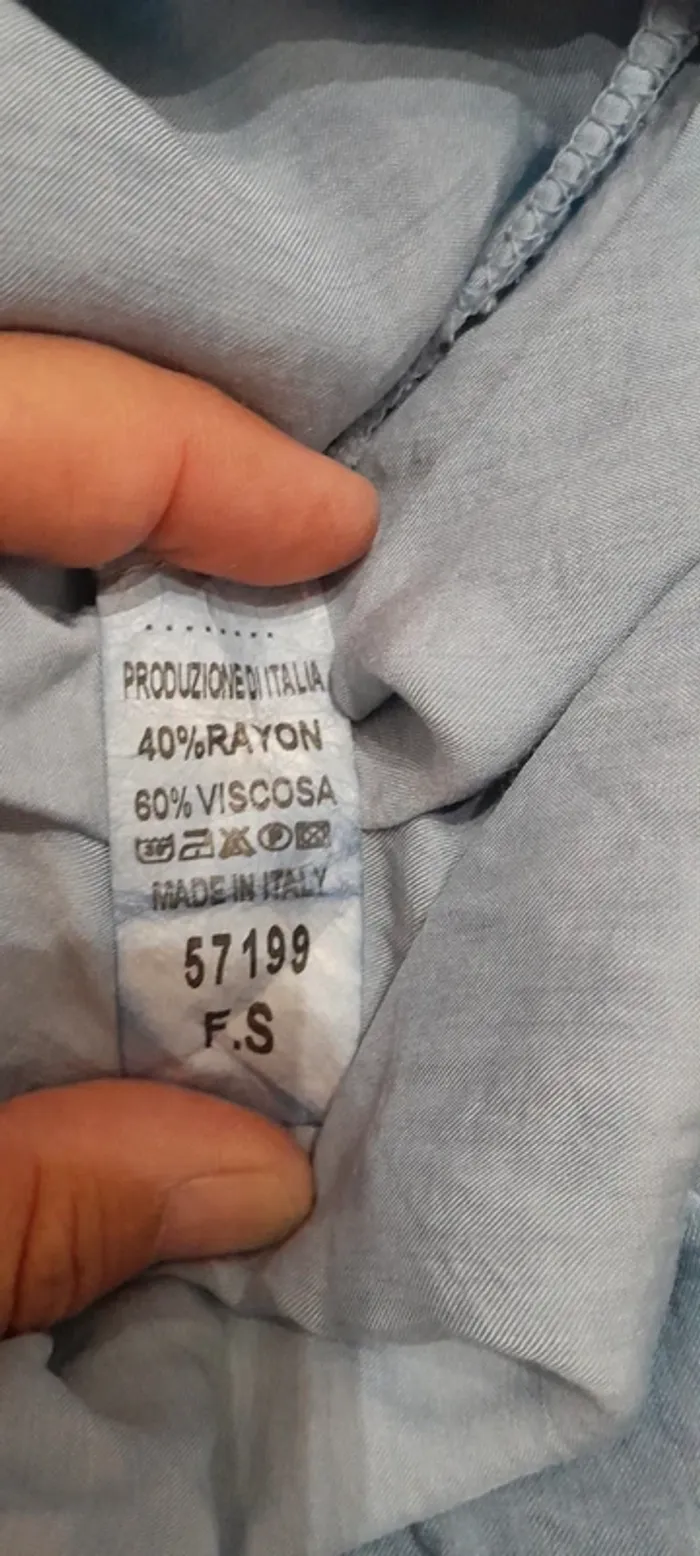 ........
PRODUZIONE DI ITALIA
40%RAYON
60%VISCOSA
MADE IN ITALY
57199
F.S